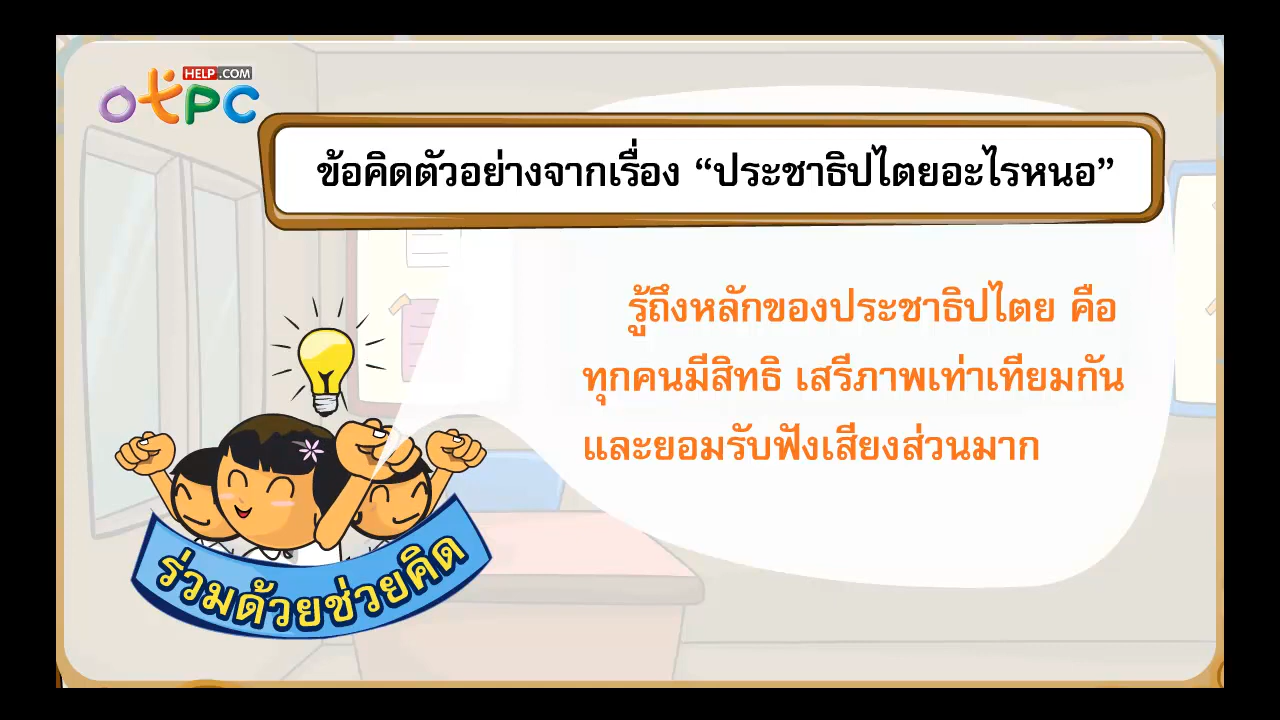 HELP.COM
OTPC
ข้อคิดตัวอย่างจากเรื่อง “ประชาธิปไตยอะไรหนอ”
รู้ถึงหลักของประชาธิปไตย คือ
ทุกคนมีสิทธิ เสรีภาพเท่าเทียมกัน
และยอมรับฟังเสียงส่วนมาก
ร่วมด้วยช่วยคิด